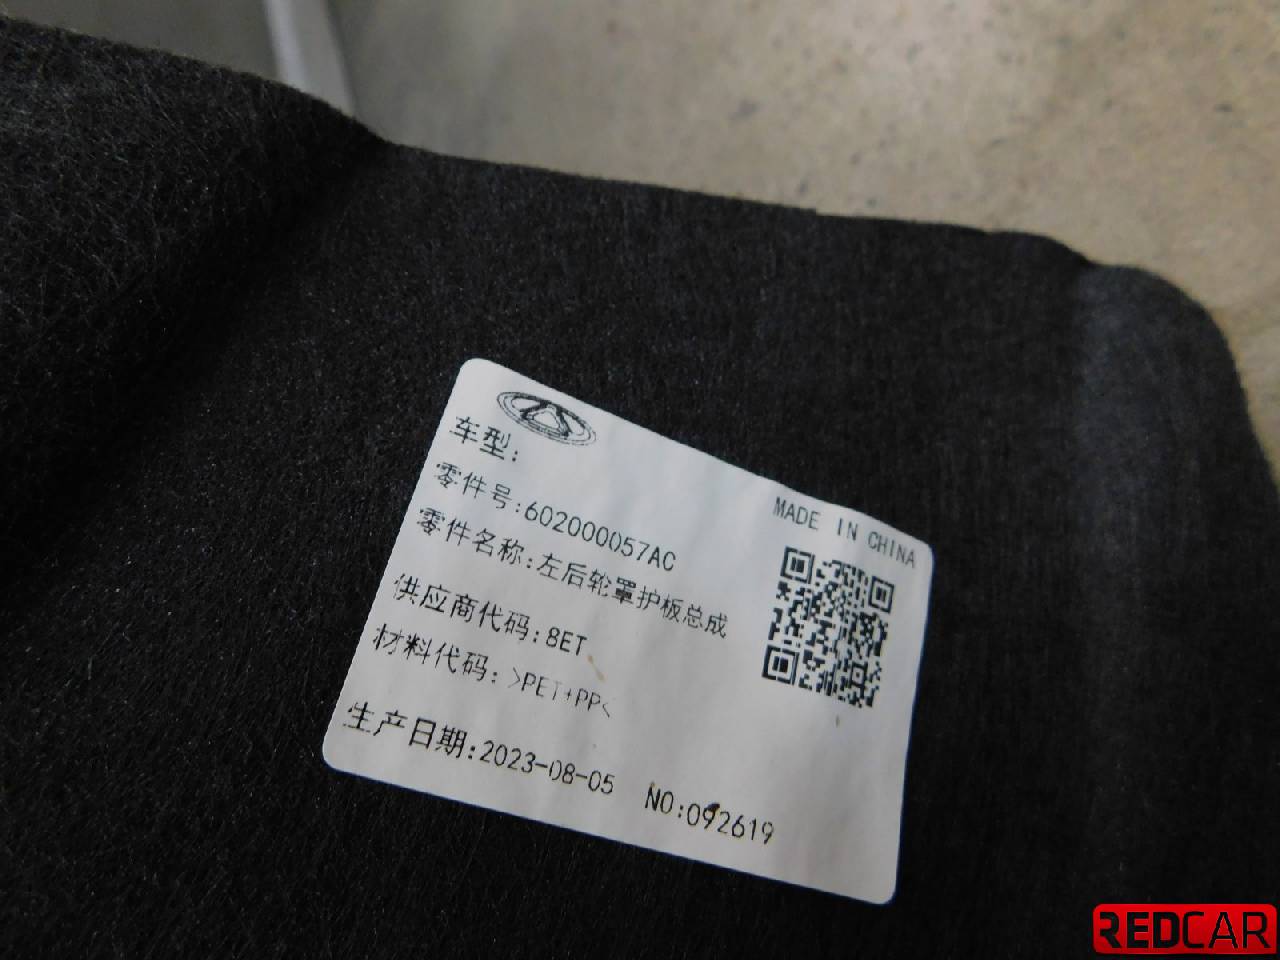 车型:
零件号:602000057AC
零件名称:左后轮罩护板总成
供应商代码:8ET
材料代码:>PET+PP<
生产日期:2023-08-05 NO:092619
MADE IN CHINA
REDCAR